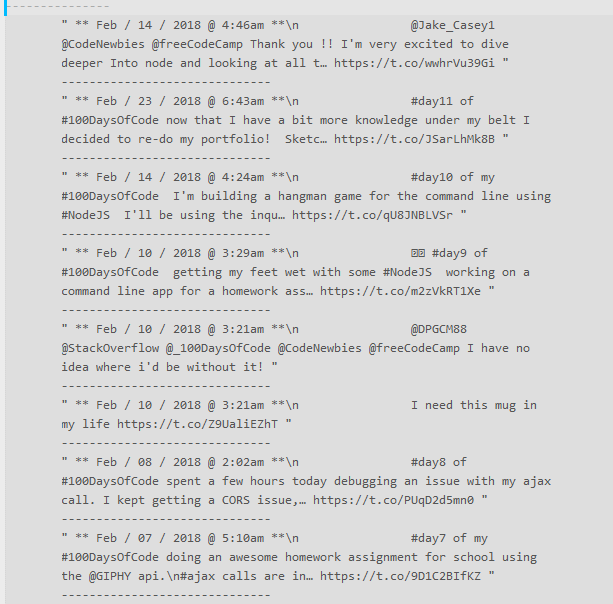 ---------------
" ** Feb / 14 / 2018 @ 4:46am **\n @Jake_Casey1
@CodeNewbies @freeCodeCamp Thank you !! I'm very excited to dive
deeper Into node and looking at all t… https://t.co/wwhrVu39Gi "
------------------------------
" ** Feb / 23 / 2018 @ 6:43am **\n #day11 of
#100DaysOfCode now that I have a bit more knowledge under my belt I
decided to re-do my portfolio!  Sketc… https://t.co/JSarLhMk8B "
------------------------------
" ** Feb / 14 / 2018 @ 4:24am **\n #day10 of my
#100DaysOfCode  I'm building a hangman game for the command line using
#NodeJS  I'll be using the inqu… https://t.co/qU8JNBLVSr "
------------------------------
" ** Feb / 10 / 2018 @ 3:29am **\n #day9 of
#100DaysOfCode  getting my feet wet with some #NodeJS  working on a
command line app for a homework ass… https://t.co/m2zVkRT1Xe "
------------------------------
" ** Feb / 10 / 2018 @ 3:21am **\n @DPGCM88
@StackOverflow @_100DaysOfCode @CodeNewbies @freeCodeCamp I have no
idea where i'd be without it! "
------------------------------
" ** Feb / 10 / 2018 @ 3:21am **\n I need this mug in
my life https://t.co/Z9UaliEZhT "
------------------------------
" ** Feb / 08 / 2018 @ 2:02am **\n #day8 of
#100DaysOfCode spent a few hours today debugging an issue with my ajax
call. I kept getting a CORS issue,… https://t.co/PUqD2d5mn0 "
------------------------------
" ** Feb / 07 / 2018 @ 5:10am **\n #day7 of my
#100DaysOfCode doing an awesome homework assignment for school using
the @GIPHY api.\n#ajax calls are in… https://t.co/9D1C2BIfKZ "
------------------------------